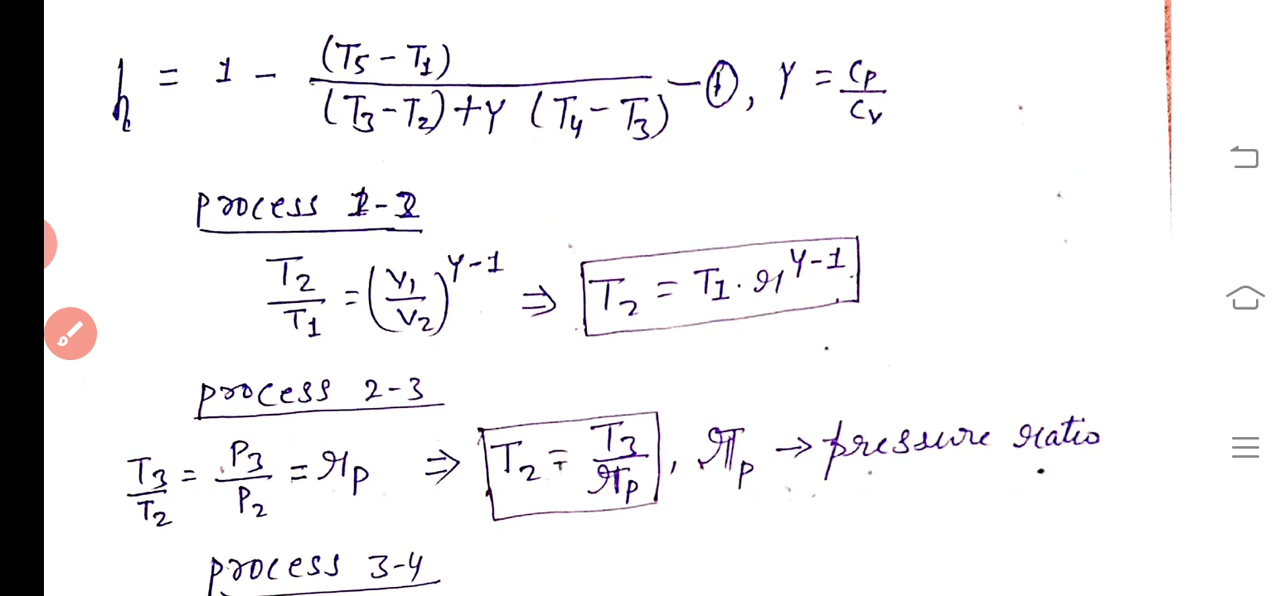 η = 1 - (T5 - T1) / ((T3 - T2) + γ (T4 - T3)) - ①, γ = Cp / Cv
process 1-2
T2 / T1 = (V1 / V2)^γ-1 ⇒ T2 = T1 . r^γ-1
process 2-3
T3 / T2 = P3 / P2 = rp ⇒ T2 = T3 / rp , rp → pressure ratio
process 3-4